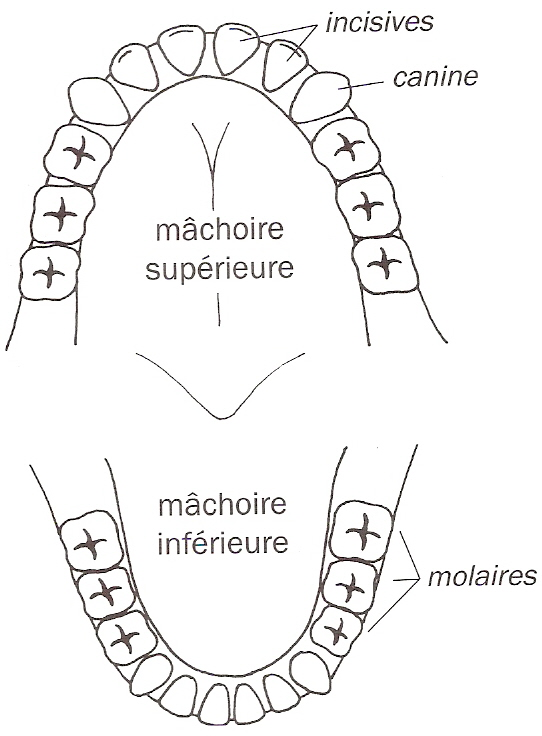 incisives
canine
mâchoire
supérieure
mâchoire
inférieure
molaires